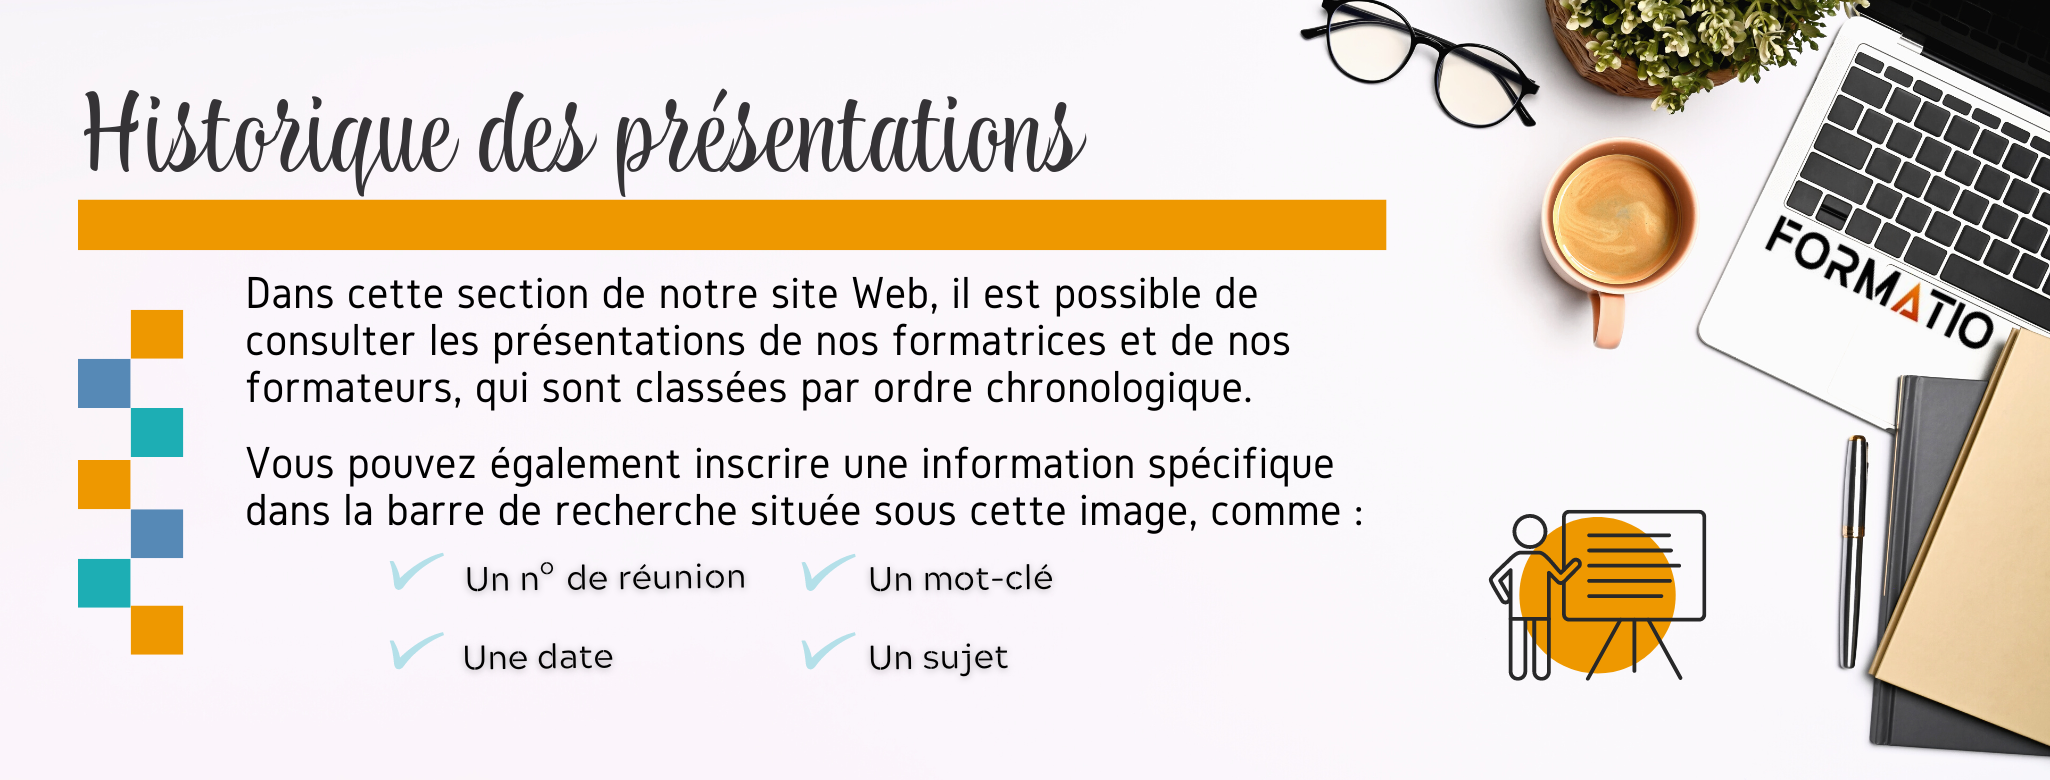 Historique des présentations
Dans cette section de notre site Web, il est possible de
consulter les présentations de nos formatrices et de nos
formateurs, qui sont classées par ordre chronologique.
Vous pouvez également inscrire une information spécifique
dans la barre de recherche située sous cette image, comme :
Un n° de réunion
Un mot-clé
Une date
Un sujet
FORMATIO